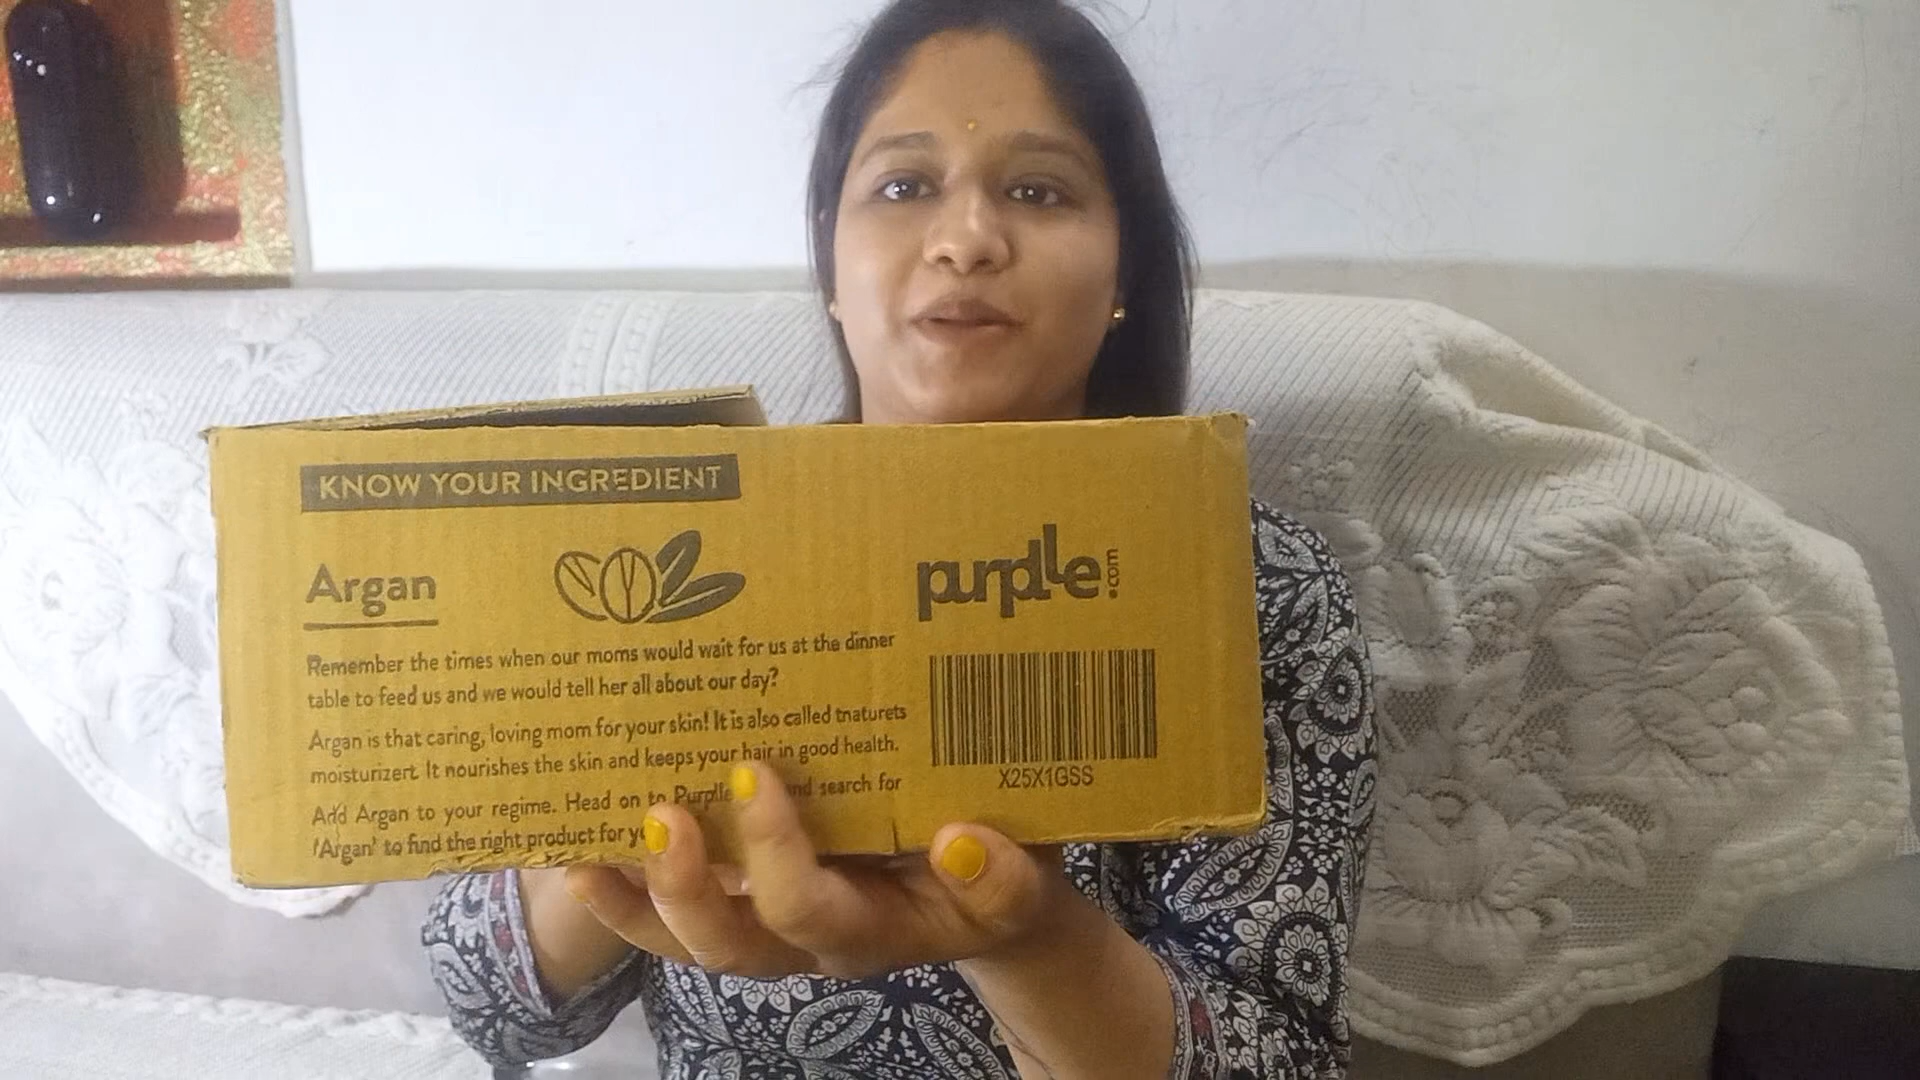 KNOW YOUR INGREDIENT
Argan
Remember the times when our moms would wait for us at the dinner
table to feed us and we would tell her all about our day?
Argan is that caring, loving mom for your skin! It is also called tnaturets
moisturizert. It nourishes the skin and keeps your hair in good health.
Add Argan to your regime. Head on to Purplle and search for
'Argan' to find the right product for
purplle.com
X25X1GSS